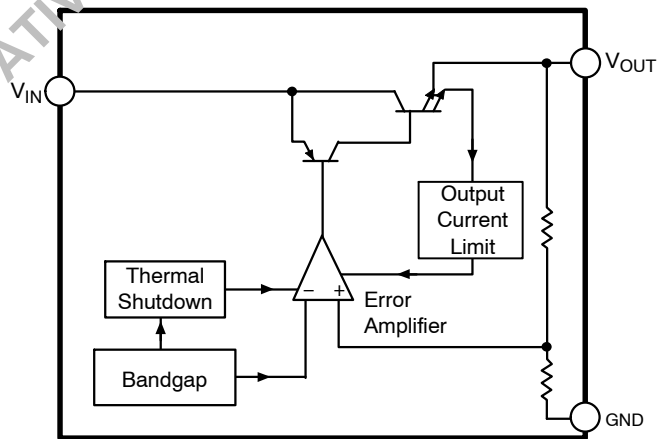 VIN
VOUT
Output
Current
Limit
Thermal
Shutdown
− +
Error
Amplifier
Bandgap
GND